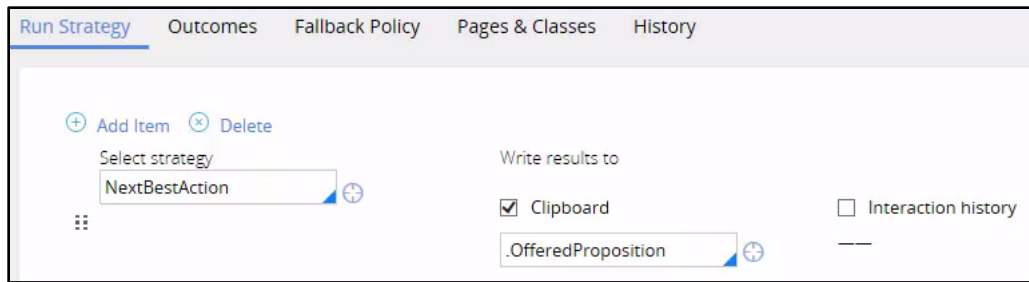 Run Strategy Outcomes Fallback Policy Pages & Classes History
Add Item Delete
Select strategy Write results to
NextBestAction
Clipboard Interaction history
.OfferedProposition ——